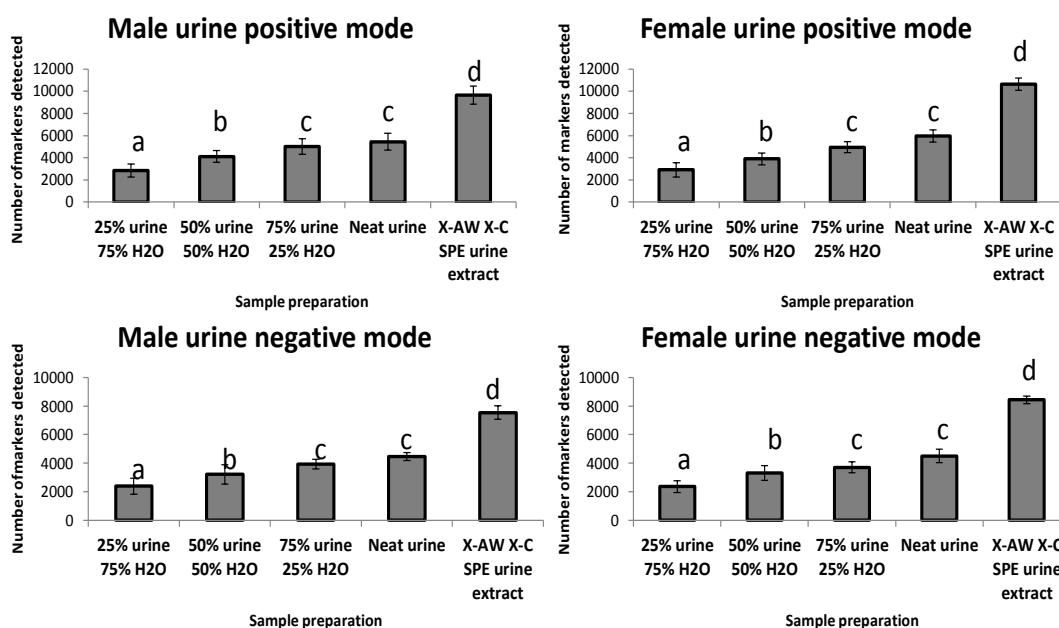 Male urine positive mode
Number of markers detected
12000
10000
8000
6000
4000
2000
0
a
b
c
c
d
25% urine
75% H2O
50% urine
50% H2O
75% urine
25% H2O
Neat urine
X-AW X-C
SPE urine
extract
Sample preparation
Female urine positive mode
Number of markers detected
12000
10000
8000
6000
4000
2000
0
a
b
c
c
d
25% urine
75% H2O
50% urine
50% H2O
75% urine
25% H2O
Neat urine
X-AW X-C
SPE urine
extract
Sample preparation
Male urine negative mode
Number of markers detected
10000
8000
6000
4000
2000
0
a
b
c
c
d
25% urine
75% H2O
50% urine
50% H2O
75% urine
25% H2O
Neat urine
X-AW X-C
SPE urine
extract
Sample preparation
Female urine negative mode
Number of markers detected
10000
8000
6000
4000
2000
0
a
b
c
c
d
25% urine
75% H2O
50% urine
50% H2O
75% urine
25% H2O
Neat urine
X-AW X-C
SPE urine
extract
Sample preparation